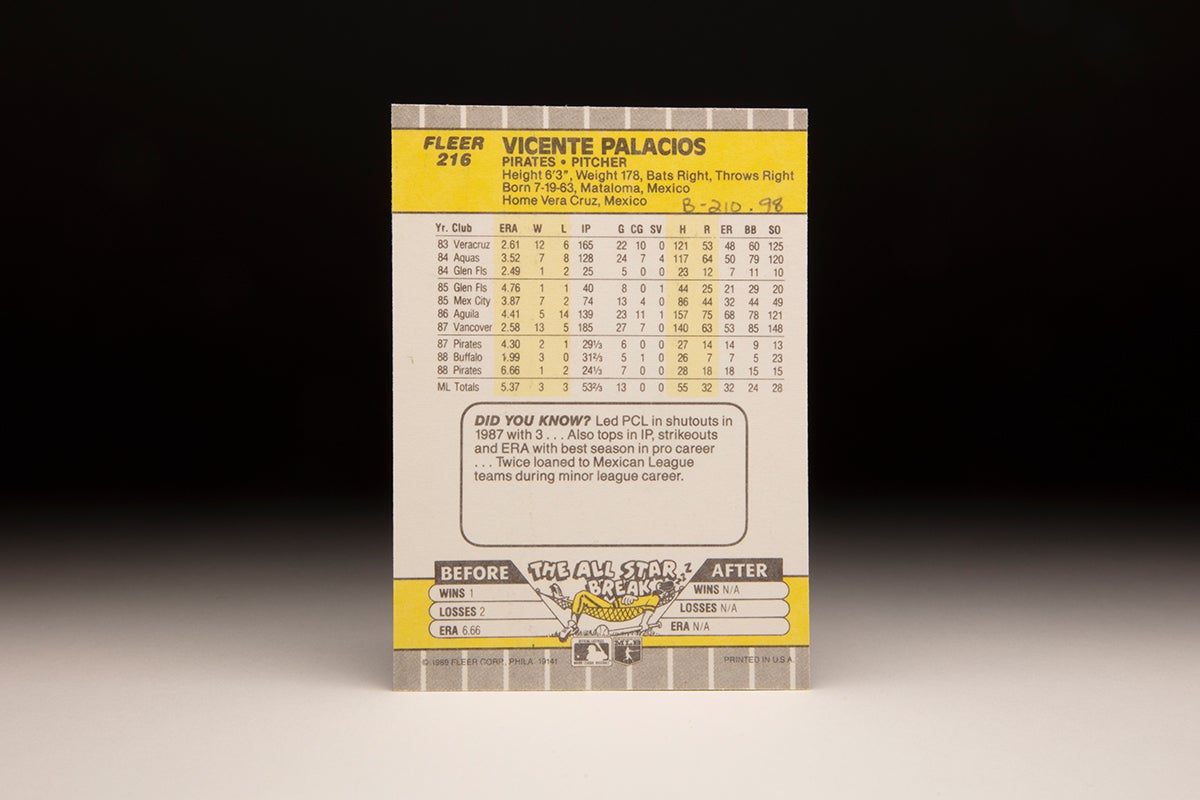 FLEER
216
VICENTE PALACIOS
PIRATES • PITCHER
Height 6'3", Weight 178, Bats Right, Throws Right
Born 7-19-63, Mataloma, Mexico
Home Vera Cruz, Mexico
B-210.98
Yr. Club ERA W L IP G CG SV H R ER BB SO
83 Veracruz 2.61 12 6 165 22 10 0 121 53 48 60 125
84 Aquas 3.52 7 8 128 24 7 4 117 64 50 79 120
84 Glen Fls 2.49 1 2 25 5 0 0 23 12 7 11 10
85 Glen Fls 4.76 1 1 40 8 0 1 44 25 21 29 20
85 Mex City 3.87 7 2 74 13 4 0 86 44 32 44 49
86 Aguila 4.41 5 14 139 23 11 1 157 75 68 78 121
87 Vancover 2.58 13 5 185 27 7 0 140 63 53 85 148
87 Pirates 4.30 2 1 29⅓ 6 0 0 27 14 14 9 13
88 Buffalo 1.99 3 0 31⅔ 5 1 0 26 7 7 5 23
88 Pirates 6.66 1 2 24⅓ 7 0 0 28 18 18 15 15
ML Totals 5.37 3 3 53⅔ 13 0 0 55 32 32 24 28
DID YOU KNOW? Led PCL in shutouts in
1987 with 3 . . . Also tops in IP, strikeouts
and ERA with best season in pro career
. . . Twice loaned to Mexican League
teams during minor league career.
BEFORE THE ALL STAR BREAK AFTER
WINS 1 WINS N/A
LOSSES 2 LOSSES N/A
ERA 6.66 ERA N/A
© 1989 FLEER CORP., PHILA. 19141 PRINTED IN U.S.A.